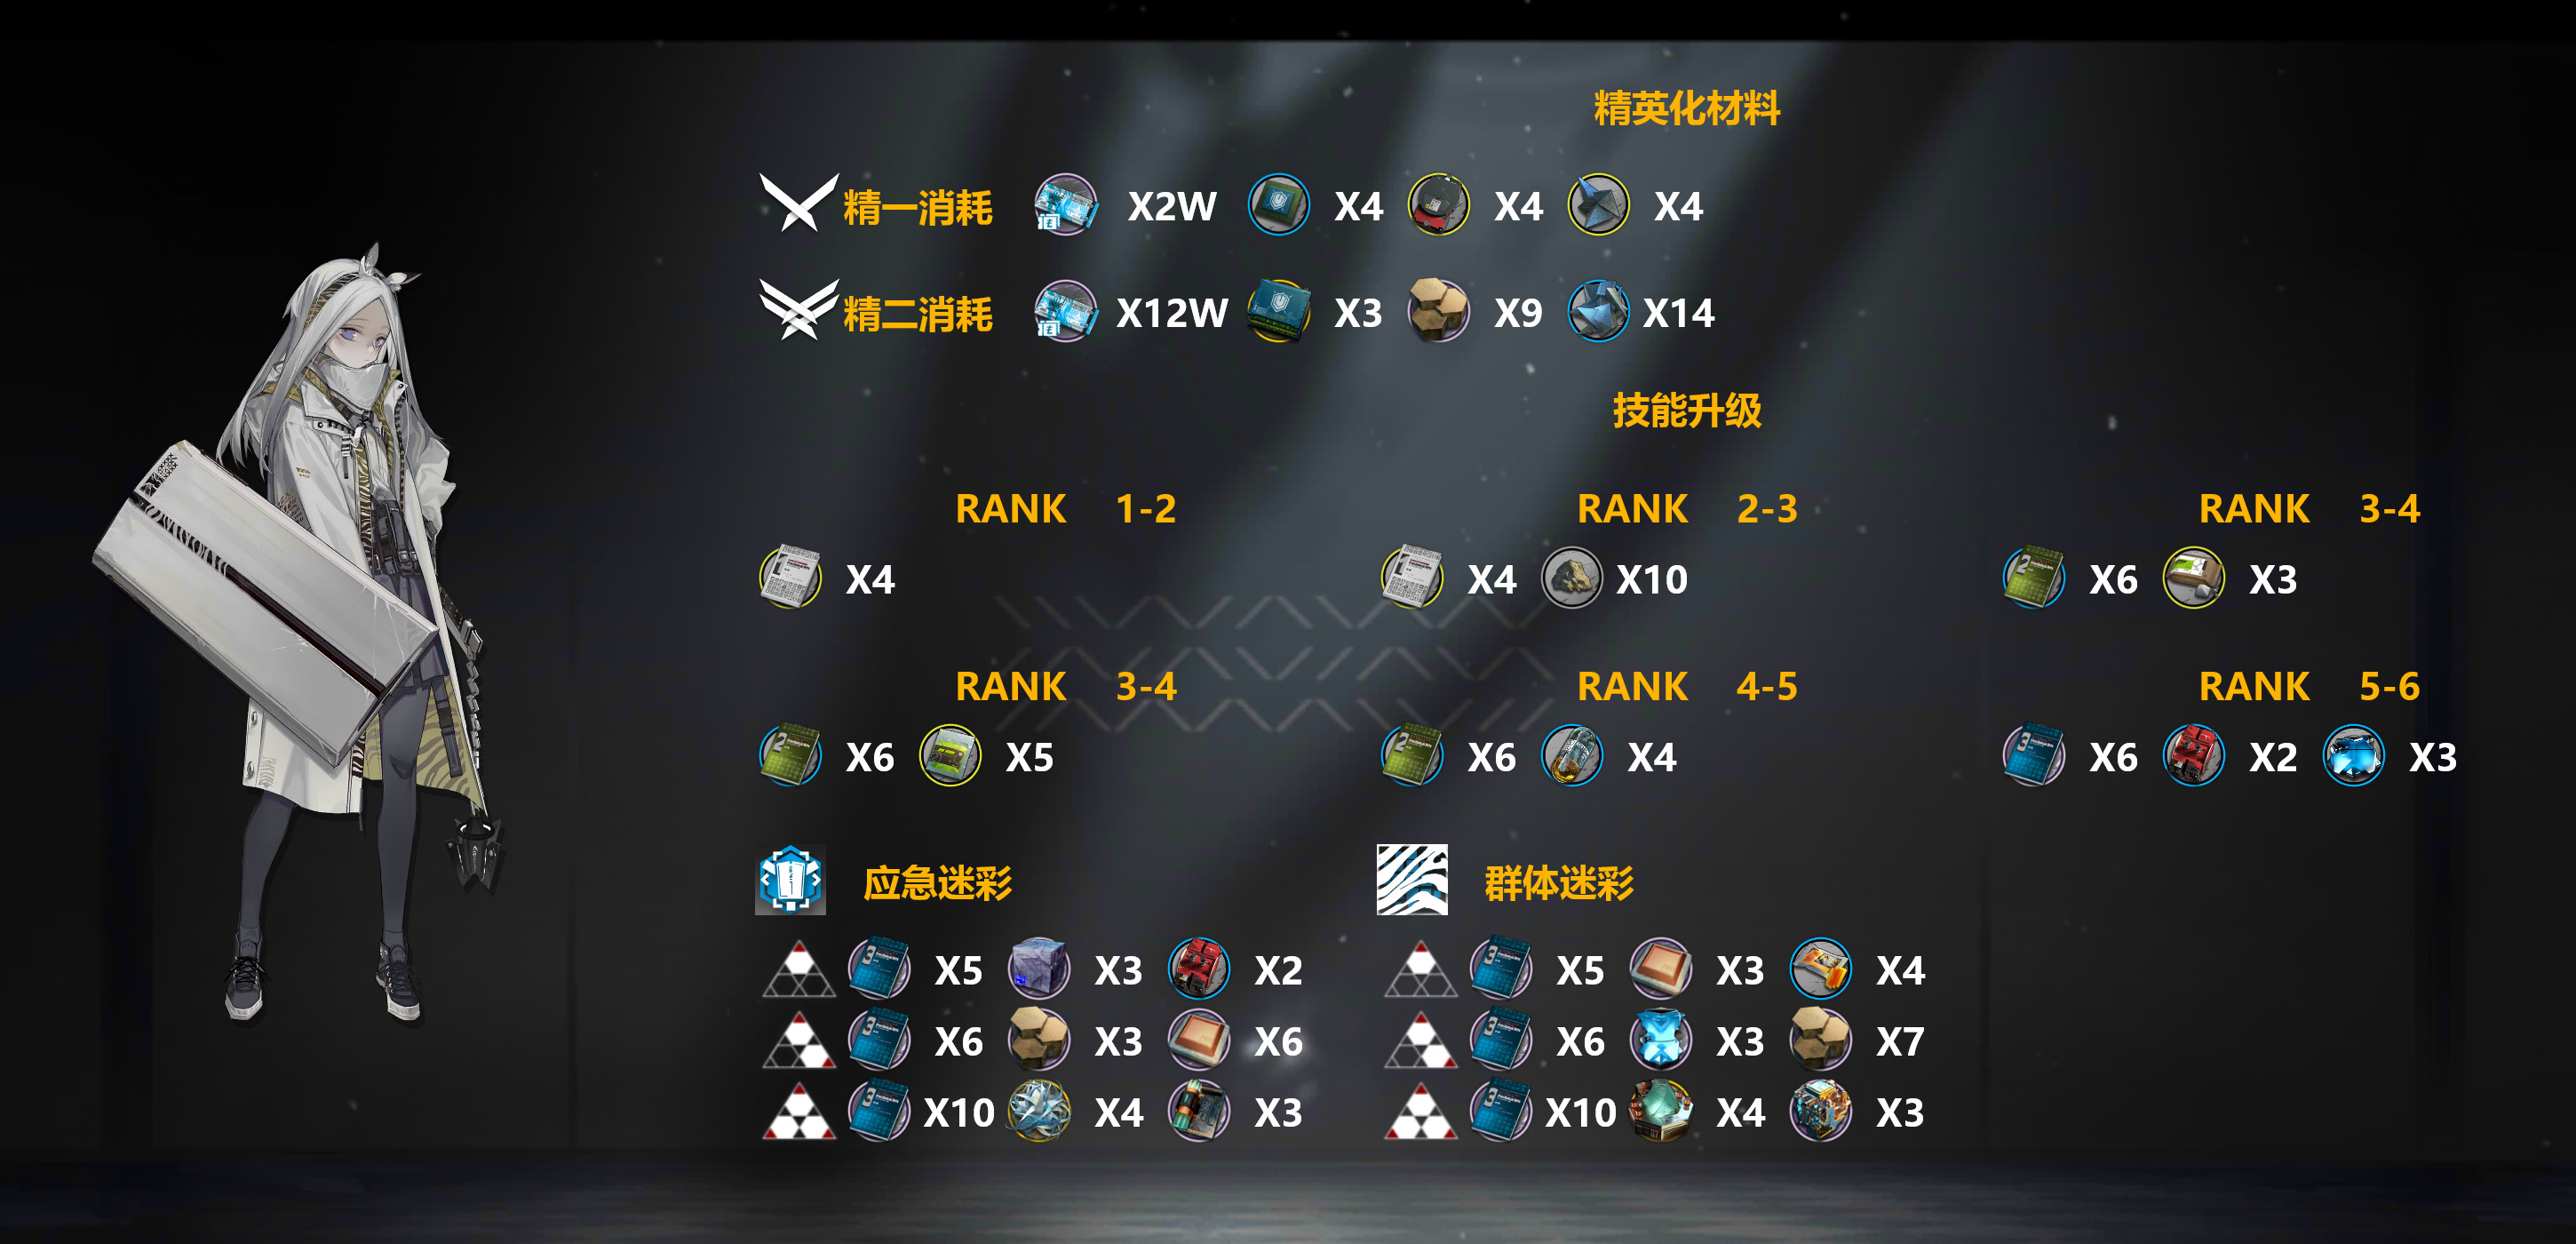 精英化材料
精一消耗 X2W X4 X4 X4
精二消耗 X12W X3 X9 X14
技能升级
RANK 1-2 RANK 2-3 RANK 3-4
X4 X4 X10 X6 X3
RANK 3-4 RANK 4-5 RANK 5-6
X6 X5 X6 X4 X6 X2 X3
应急迷彩 群体迷彩
X5 X3 X2 X5 X3 X4
X6 X3 X6 X6 X3 X7
X10 X4 X3 X10 X4 X3